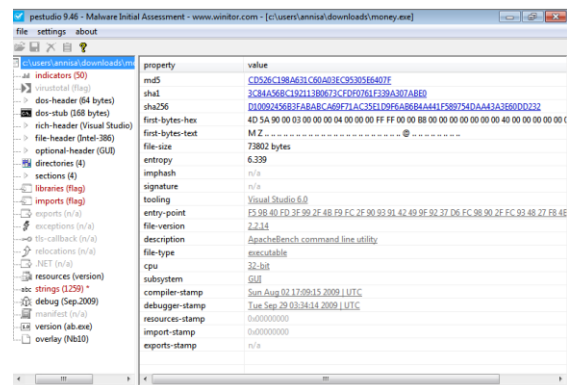 pestudio 9.46 - Malware Initial Assessment - www.winitor.com - [c:\users\annisa\downloads\money.exe]
file settings about
c:\users\annisa\downloads\mo
indicators (50)
virustotal (flag)
dos-header (64 bytes)
dos-stub (168 bytes)
rich-header (Visual Studio)
file-header (Intel-386)
optional-header (GUI)
directories (4)
sections (4)
libraries (flag)
imports (flag)
exports (n/a)
exceptions (n/a)
tls-callback (n/a)
relocations (n/a)
.NET (n/a)
resources (version)
abc strings (1259) *
debug (Sep.2009)
manifest (n/a)
version (ab.exe)
overlay (Nb10)
property value
md5 CD526C198A631C60A03EC95305E6407F
sha1 3C84A56BC192113B0673CFDF0761F339A307ABE0
sha256 D10092456B3FABABCA69F71AC35E1D9F6AB6B4A441F589754DAA43A3E60DD232
first-bytes-hex 4D 5A 90 00 03 00 00 00 04 00 00 00 FF FF 00 00 B8 00 00 00 00 00 00 00 40 00 00 00 00 00
first-bytes-text M Z .. .. .. .. .. .. .. .. .. .. .. .. .. .. @ .. .. .. .. ..
file-size 73802 bytes
entropy 6.339
imphash n/a
signature n/a
tooling Visual Studio 6.0
entry-point F5 9B 40 FD 3F 99 2F 4B F9 FC 2F 90 93 91 42 49 9F 92 37 D6 FC 98 90 2F FC 93 48 27 F8 4E
file-version 2.2.14
description ApacheBench command line utility
file-type executable
cpu 32-bit
subsystem GUI
compiler-stamp Sun Aug 02 17:09:15 2009 | UTC
debugger-stamp Tue Sep 29 03:34:14 2009 | UTC
resources-stamp 0x00000000
import-stamp 0x00000000
exports-stamp n/a